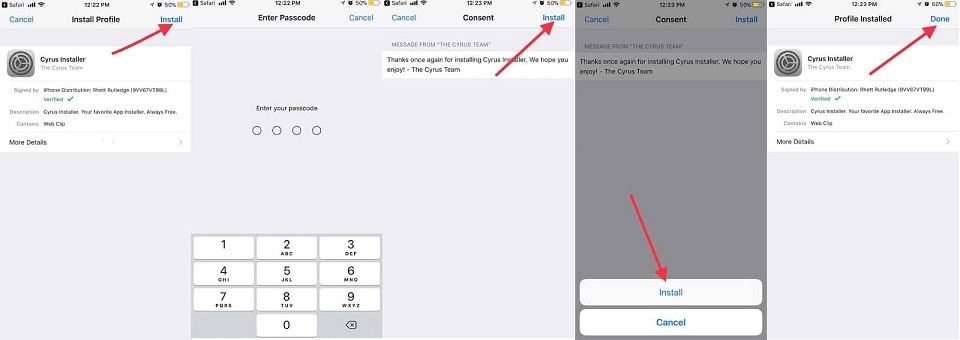 Safari 12:22 PM 50%
Cancel Install Profile Install
Cyrus Installer
The Cyrus Team
Signed by iPhone Distribution: Rhett Rutledge (9VV67VT99L)
Verified
Description Cyrus Installer. Your favorite App Installer. Always Free.
Contains Web Clip
More Details
Safari 12:22 PM 50%
Enter Passcode Cancel
Enter your passcode
1
2 ABC
3 DEF
4 GHI
5 JKL
6 MNO
7 PQRS
8 TUV
9 WXYZ
0
Safari 12:23 PM 50%
Cancel Consent Install
MESSAGE FROM "THE CYRUS TEAM"
Thanks once again for installing Cyrus Installer. We hope you
enjoy! - The Cyrus Team
Safari 12:23 PM 50%
Cancel Consent Install
MESSAGE FROM "THE CYRUS TEAM"
Thanks once again for installing Cyrus Installer. We hope you
enjoy! - The Cyrus Team
Install
Cancel
Safari 12:23 PM 50%
Profile Installed Done
Cyrus Installer
The Cyrus Team
Signed by iPhone Distribution: Rhett Rutledge (9VV67VT99L)
Verified
Description Cyrus Installer. Your favorite App Installer. Always Free.
Contains Web Clip
More Details